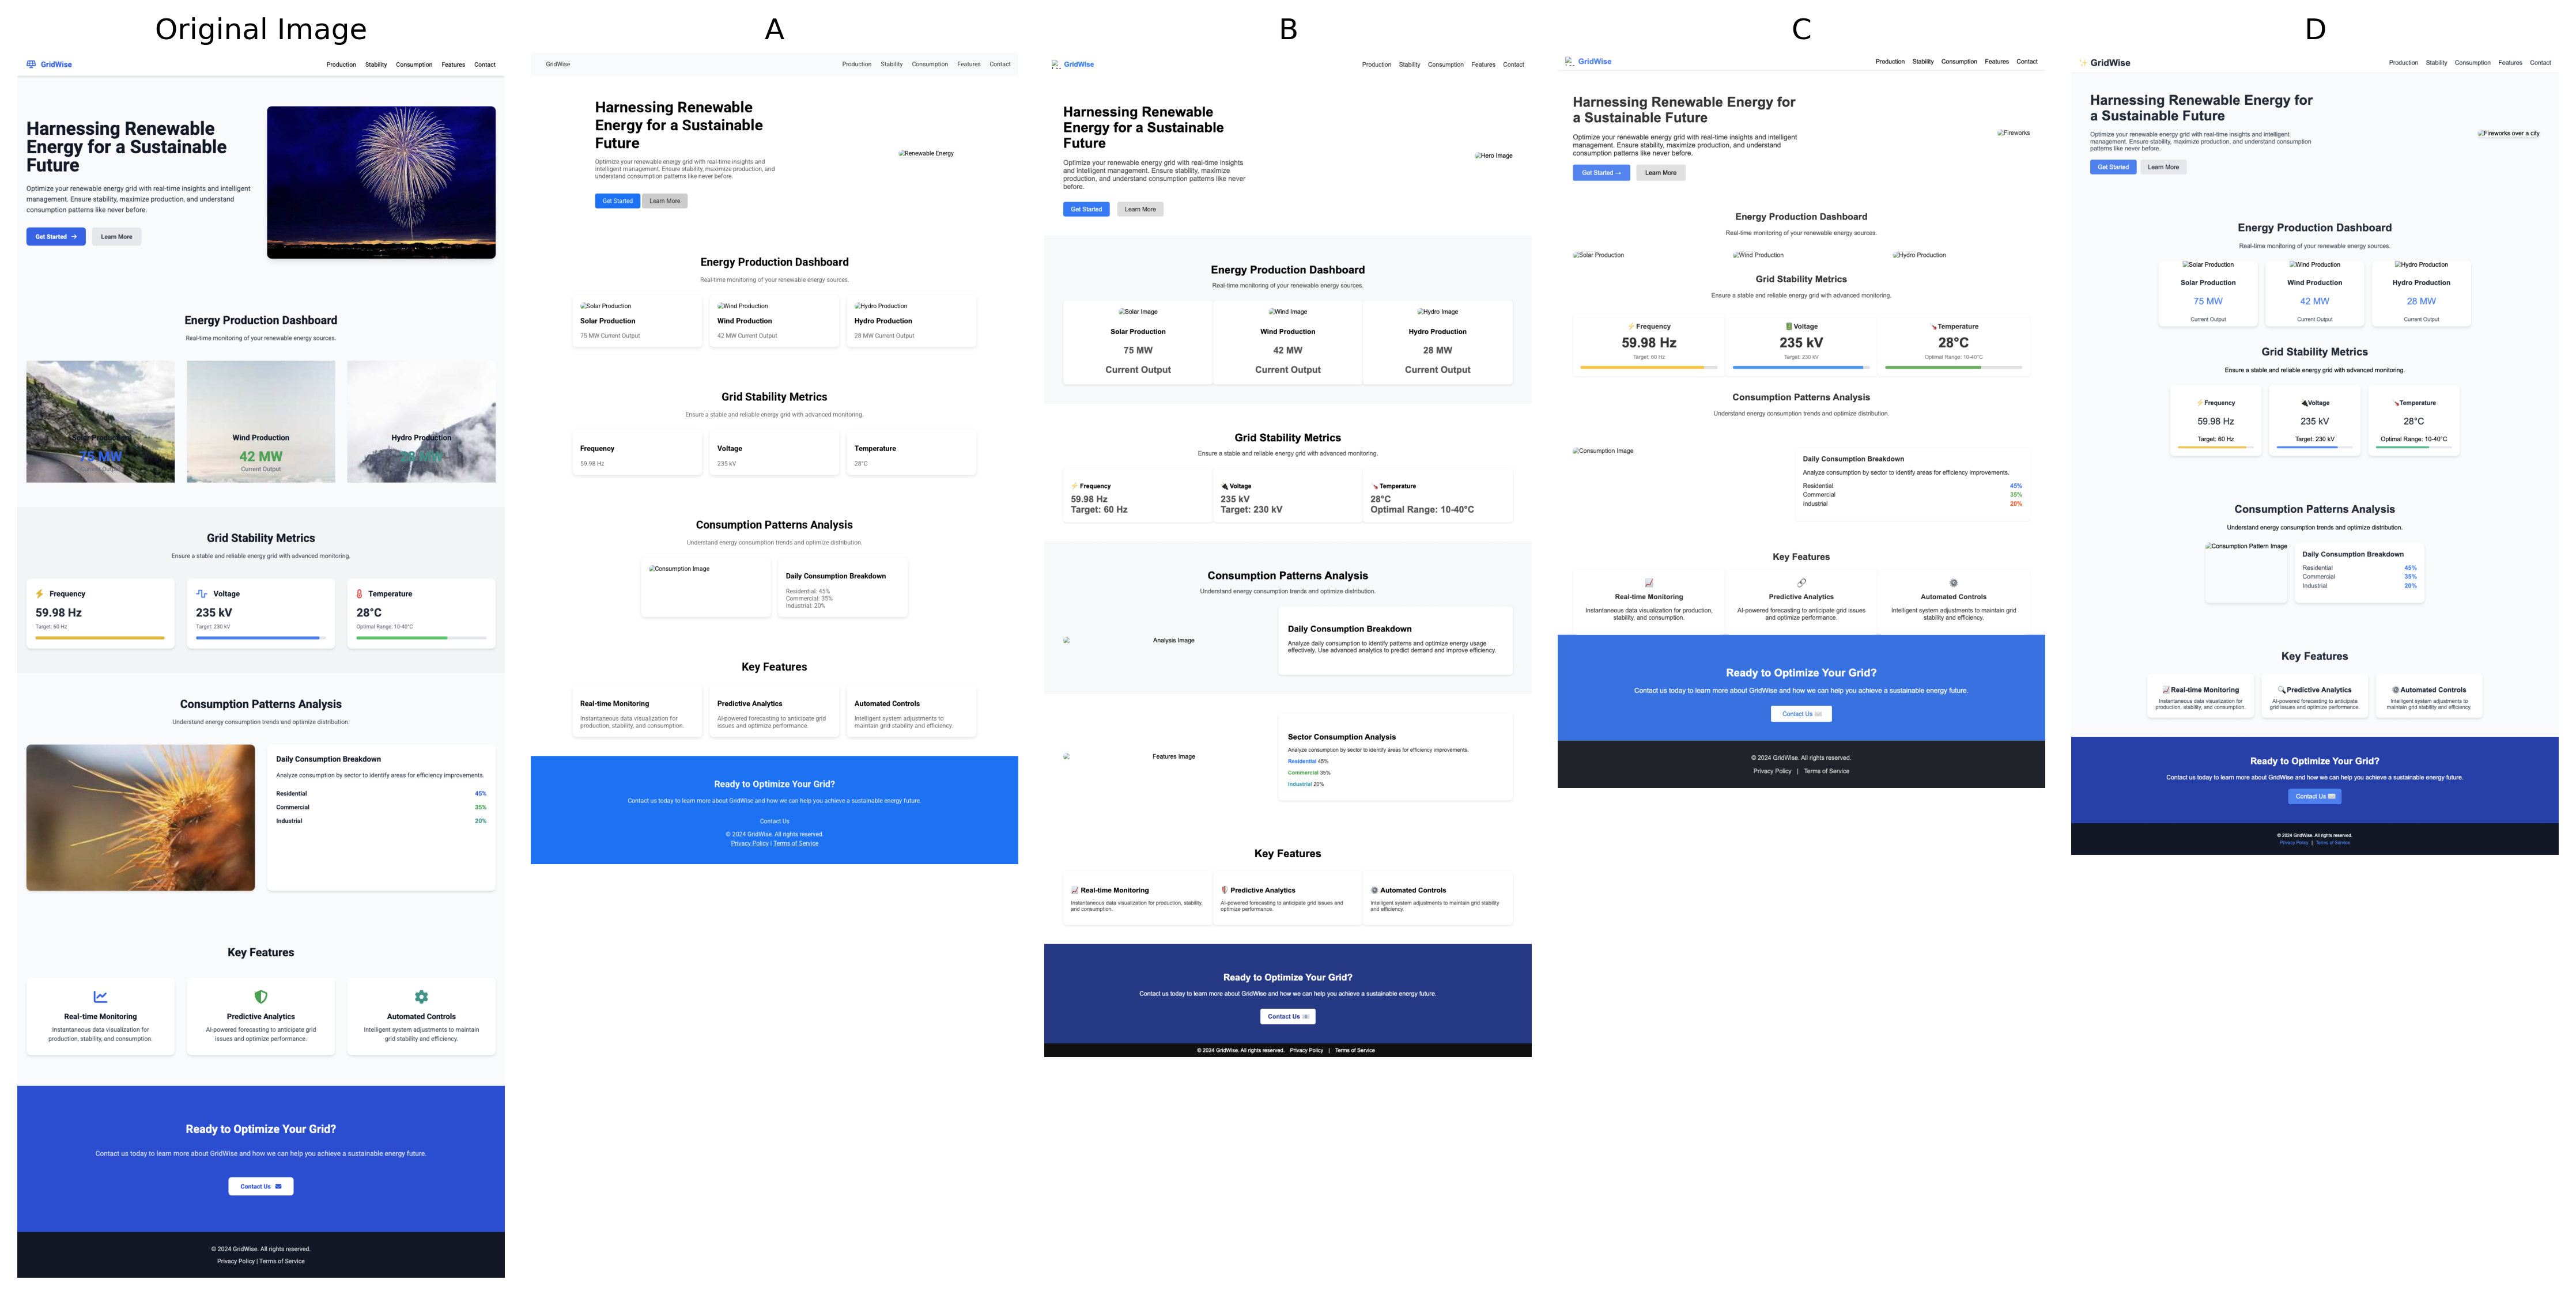 Original Image
GridWise
Production Stability Consumption Features Contact
Harnessing Renewable
Energy for a Sustainable
Future
Optimize your renewable energy grid with real-time insights and intelligent
management. Ensure stability, maximize production, and understand
consumption patterns like never before.
Get Started → Learn More
Energy Production Dashboard
Real-time monitoring of your renewable energy sources.
Solar Production Wind Production Hydro Production
75 MW 42 MW 28 MW
Current Output
Grid Stability Metrics
Ensure a stable and reliable energy grid with advanced monitoring.
Frequency Voltage Temperature
59.98 Hz 235 kV 28°C
Target: 60 Hz Target: 230 kV Optimal Range: 10-40°C
Consumption Patterns Analysis
Understand energy consumption trends and optimize distribution.
Daily Consumption Breakdown
Analyze consumption by sector to identify areas for efficiency improvements.
Residential 45%
Commercial 35%
Industrial 20%
Key Features
Real-time Monitoring Predictive Analytics Automated Controls
Instantaneous data visualization for AI-powered forecasting to anticipate grid Intelligent system adjustments to maintain
production, stability, and consumption. issues and optimize performance. grid stability and efficiency.
Ready to Optimize Your Grid?
Contact us today to learn more about GridWise and how we can help you achieve a sustainable energy future.
Contact Us
© 2024 GridWise. All rights reserved.
Privacy Policy | Terms of Service
A
GridWise
Production Stability Consumption Features Contact
Harnessing Renewable
Energy for a Sustainable
Future
Renewable Energy
Optimize your renewable energy grid with real-time insights and
intelligent management. Ensure stability, maximize production, and
understand consumption patterns like never before.
Get Started Learn More
Energy Production Dashboard
Real-time monitoring of your renewable energy sources.
Solar Production Wind Production Hydro Production
Solar Production Wind Production Hydro Production
75 MW Current Output 42 MW Current Output 28 MW Current Output
Grid Stability Metrics
Ensure a stable and reliable energy grid with advanced monitoring.
Frequency Voltage Temperature
59.98 Hz 235 kV 28°C
Consumption Patterns Analysis
Understand energy consumption trends and optimize distribution.
Consumption Image
Daily Consumption Breakdown
Residential: 45%
Commercial: 35%
Industrial: 20%
Key Features
Real-time Monitoring Predictive Analytics Automated Controls
Instantaneous data visualization for AI-powered forecasting to anticipate grid Intelligent system adjustments to
production, stability, and consumption. issues and optimize performance. maintain grid stability and efficiency.
Ready to Optimize Your Grid?
Contact us today to learn more about GridWise and how we can help you achieve a sustainable energy future.
Contact Us
© 2024 GridWise. All rights reserved.
Privacy Policy | Terms of Service
B
GridWise
Production Stability Consumption Features Contact
Harnessing Renewable
Energy for a Sustainable
Future
Hero Image
Optimize your renewable energy grid with real-time insights
and intelligent management. Ensure stability, maximize
production, and understand consumption patterns like never
before.
Get Started Learn More
Energy Production Dashboard
Real-time monitoring of your renewable energy sources.
Solar Image Wind Image Hydro Image
Solar Production Wind Production Hydro Production
75 MW 42 MW 28 MW
Current Output Current Output Current Output
Grid Stability Metrics
Ensure a stable and reliable energy grid with advanced monitoring.
Frequency Voltage Temperature
59.98 Hz 235 kV 28°C
Target: 60 Hz Target: 230 kV Optimal Range: 10-40°C
Consumption Patterns Analysis
Understand energy consumption trends and optimize distribution.
Analysis Image
Daily Consumption Breakdown
Analyze daily consumption to identify patterns and optimize energy usage
effectively. Use advanced analytics to predict demand and improve efficiency.
Features Image
Sector Consumption Analysis
Analyze consumption by sector to identify areas for efficiency improvements.
Residential 45%
Commercial 35%
Industrial 20%
Key Features
Real-time Monitoring Predictive Analytics Automated Controls
Instantaneous data visualization for production, stability, AI-powered forecasting to anticipate grid issues and Intelligent system adjustments to maintain grid stability
and consumption. optimize performance. and efficiency.
Ready to Optimize Your Grid?
Contact us today to learn more about GridWise and how we can help you achieve a sustainable energy future.
Contact Us
© 2024 GridWise. All rights reserved. Privacy Policy | Terms of Service
C
GridWise
Production Stability Consumption Features Contact
Harnessing Renewable Energy for
a Sustainable Future
Fireworks
Optimize your renewable energy grid with real-time insights and intelligent
management. Ensure stability, maximize production, and understand
consumption patterns like never before.
Get Started → Learn More
Energy Production Dashboard
Real-time monitoring of your renewable energy sources.
Solar Production Wind Production Hydro Production
Grid Stability Metrics
Ensure a stable and reliable energy grid with advanced monitoring.
Frequency Voltage Temperature
59.98 Hz 235 kV 28°C
Target: 60 Hz Target: 230 kV Optimal Range: 10-40°C
Consumption Patterns Analysis
Understand energy consumption trends and optimize distribution.
Consumption Image
Daily Consumption Breakdown
Analyze consumption by sector to identify areas for efficiency improvements.
Residential 45%
Commercial 35%
Industrial 20%
Key Features
Real-time Monitoring Predictive Analytics Automated Controls
Instantaneous data visualization for production, AI-powered forecasting to anticipate grid issues Intelligent system adjustments to maintain grid
stability, and consumption. and optimize performance. stability and efficiency.
Ready to Optimize Your Grid?
Contact us today to learn more about GridWise and how we can help you achieve a sustainable energy future.
Contact Us
© 2024 GridWise. All rights reserved.
Privacy Policy | Terms of Service
D
GridWise
Production Stability Consumption Features Contact
Harnessing Renewable Energy for
a Sustainable Future
Fireworks over a city
Optimize your renewable energy grid with real-time insights and intelligent
management. Ensure stability, maximize production, and understand consumption
patterns like never before.
Get Started Learn More
Energy Production Dashboard
Real-time monitoring of your renewable energy sources.
Solar Production Wind Production Hydro Production
Solar Production Wind Production Hydro Production
75 MW 42 MW 28 MW
Current Output Current Output Current Output
Grid Stability Metrics
Ensure a stable and reliable energy grid with advanced monitoring.
Frequency Voltage Temperature
59.98 Hz 235 kV 28°C
Target: 60 Hz Target: 230 kV Optimal Range: 10-40°C
Consumption Patterns Analysis
Understand energy consumption trends and optimize distribution.
Consumption Pattern Image
Daily Consumption Breakdown
Residential 45%
Commercial 35%
Industrial 20%
Key Features
Real-time Monitoring Predictive Analytics Automated Controls
Instantaneous data visualization for AI-powered forecasting to anticipate Intelligent system adjustments to
production, stability, and consumption. grid issues and optimize performance. maintain grid stability and efficiency.
Ready to Optimize Your Grid?
Contact us today to learn more about GridWise and how we can help you achieve a sustainable energy future.
Contact Us
© 2024 GridWise. All rights reserved.
Privacy Policy | Terms of Service